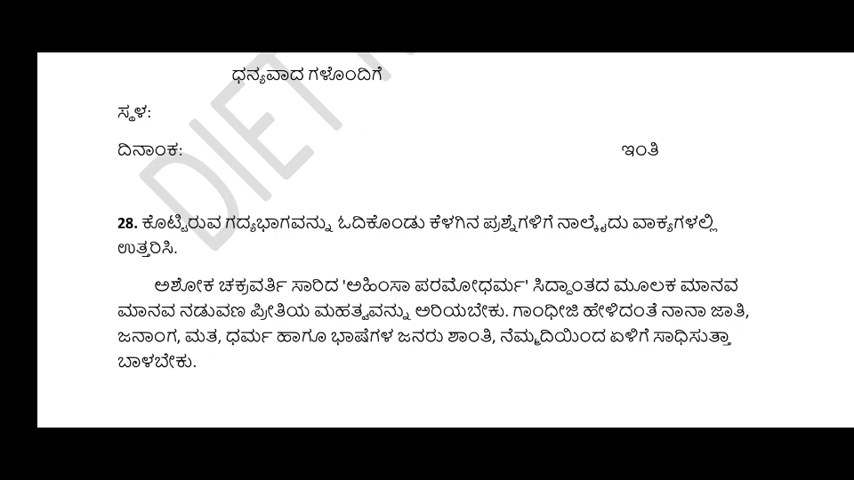 ಧನ್ಯವಾದ ಗಳೊಂದಿಗೆ
ಸ್ಥಳ:
ದಿನಾಂಕ: ಇಂತಿ
28. ಕೊಟ್ಟಿರುವ ಗದ್ಯಭಾಗವನ್ನು ಓದಿಕೊಂಡು ಕೆಳಗಿನ ಪ್ರಶ್ನೆಗಳಿಗೆ ನಾಲ್ಕೈದು ವಾಕ್ಯಗಳಲ್ಲಿ
ಉತ್ತರಿಸಿ.
ಅಶೋಕ ಚಕ್ರವರ್ತಿ ಸಾರಿದ 'ಅಹಿಂಸಾ ಪರಮೋಧರ್ಮ' ಸಿದ್ಧಾಂತದ ಮೂಲಕ ಮಾನವ
ಮಾನವ ನಡುವಣ ಪ್ರೀತಿಯ ಮಹತ್ವವನ್ನು ಅರಿಯಬೇಕು. ಗಾಂಧೀಜಿ ಹೇಳಿದಂತೆ ನಾನಾ ಜಾತಿ,
ಜನಾಂಗ, ಮತ, ಧರ್ಮ ಹಾಗೂ ಭಾಷೆಗಳ ಜನರು ಶಾಂತಿ, ನೆಮ್ಮದಿಯಿಂದ ಏಳಿಗೆ ಸಾಧಿಸುತ್ತಾ
ಬಾಳಬೇಕು.
DIET